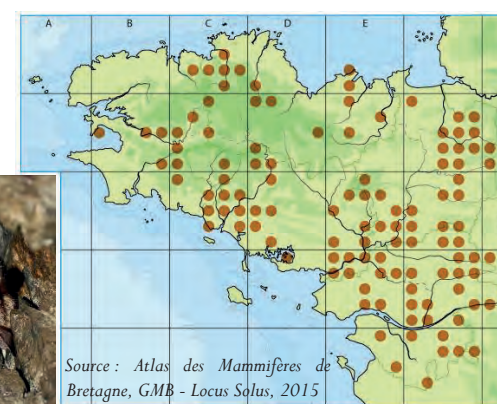 A B C D E
Source : Atlas des Mammifères de
Bretagne, GMB - Locus Solus, 2015